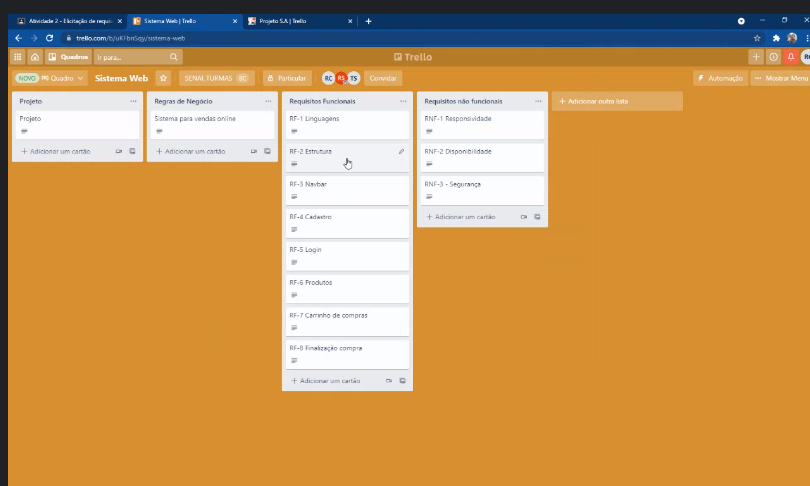 Atividade 2 - Elicitação de requis
Sistema Web | Trello
Projeto S.A | Trello
trello.com/b/uKFbnSqy/sistema-web
Quadros
Ir para...
Trello
NOVO
Quadro
Sistema Web
SENAI_TURMAS
Particular
RC
RS
TS
Convidar
Automação
Mostrar Menu
Projeto
Projeto
Adicionar um cartão
Regras de Negócio
Sistema para vendas online
Adicionar um cartão
Requisitos Funcionais
RF-1 Linguagens
RF-2 Estrutura
RF-3 Navbar
RF-4 Cadastro
RF-5 Login
RF-6 Produtos
RF-7 Carrinho de compras
RF-8 Finalização compra
Adicionar um cartão
Requisitos não funcionais
RNF-1 Responsividade
RNF-2 Disponibilidade
RNF-3 - Segurança
Adicionar um cartão
Adicionar outra lista